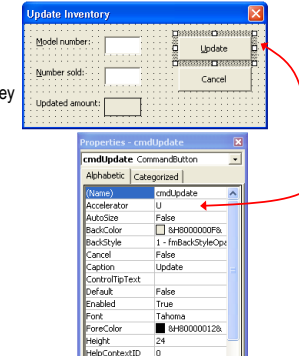 Update Inventory
Model number:
Update
Number sold:
Cancel
ey
Updated amount:
Properties - cmdUpdate
cmdUpdate CommandButton
Alphabetic Categorized
(Name) cmdUpdate
Accelerator U
AutoSize False
BackColor &H8000000F&
BackStyle 1 - fmBackStyleOpa
Cancel False
Caption Update
ControlTipText
Default False
Enabled True
Font Tahoma
ForeColor &H80000012&
Height 24
HelpContextID 0